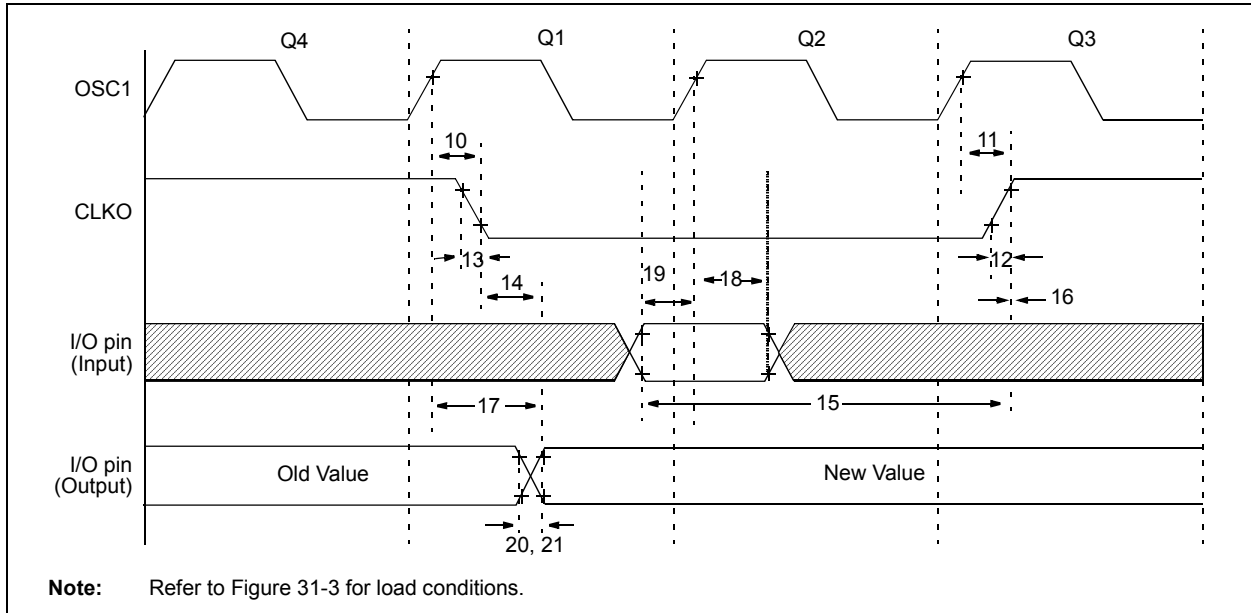 Q4 Q1 Q2 Q3
OSC1
10 11
CLKO
13 12
14 19 18 16
I/O pin
(Input)
17 15
I/O pin
(Output)
Old Value New Value
20, 21
Note: Refer to Figure 31-3 for load conditions.